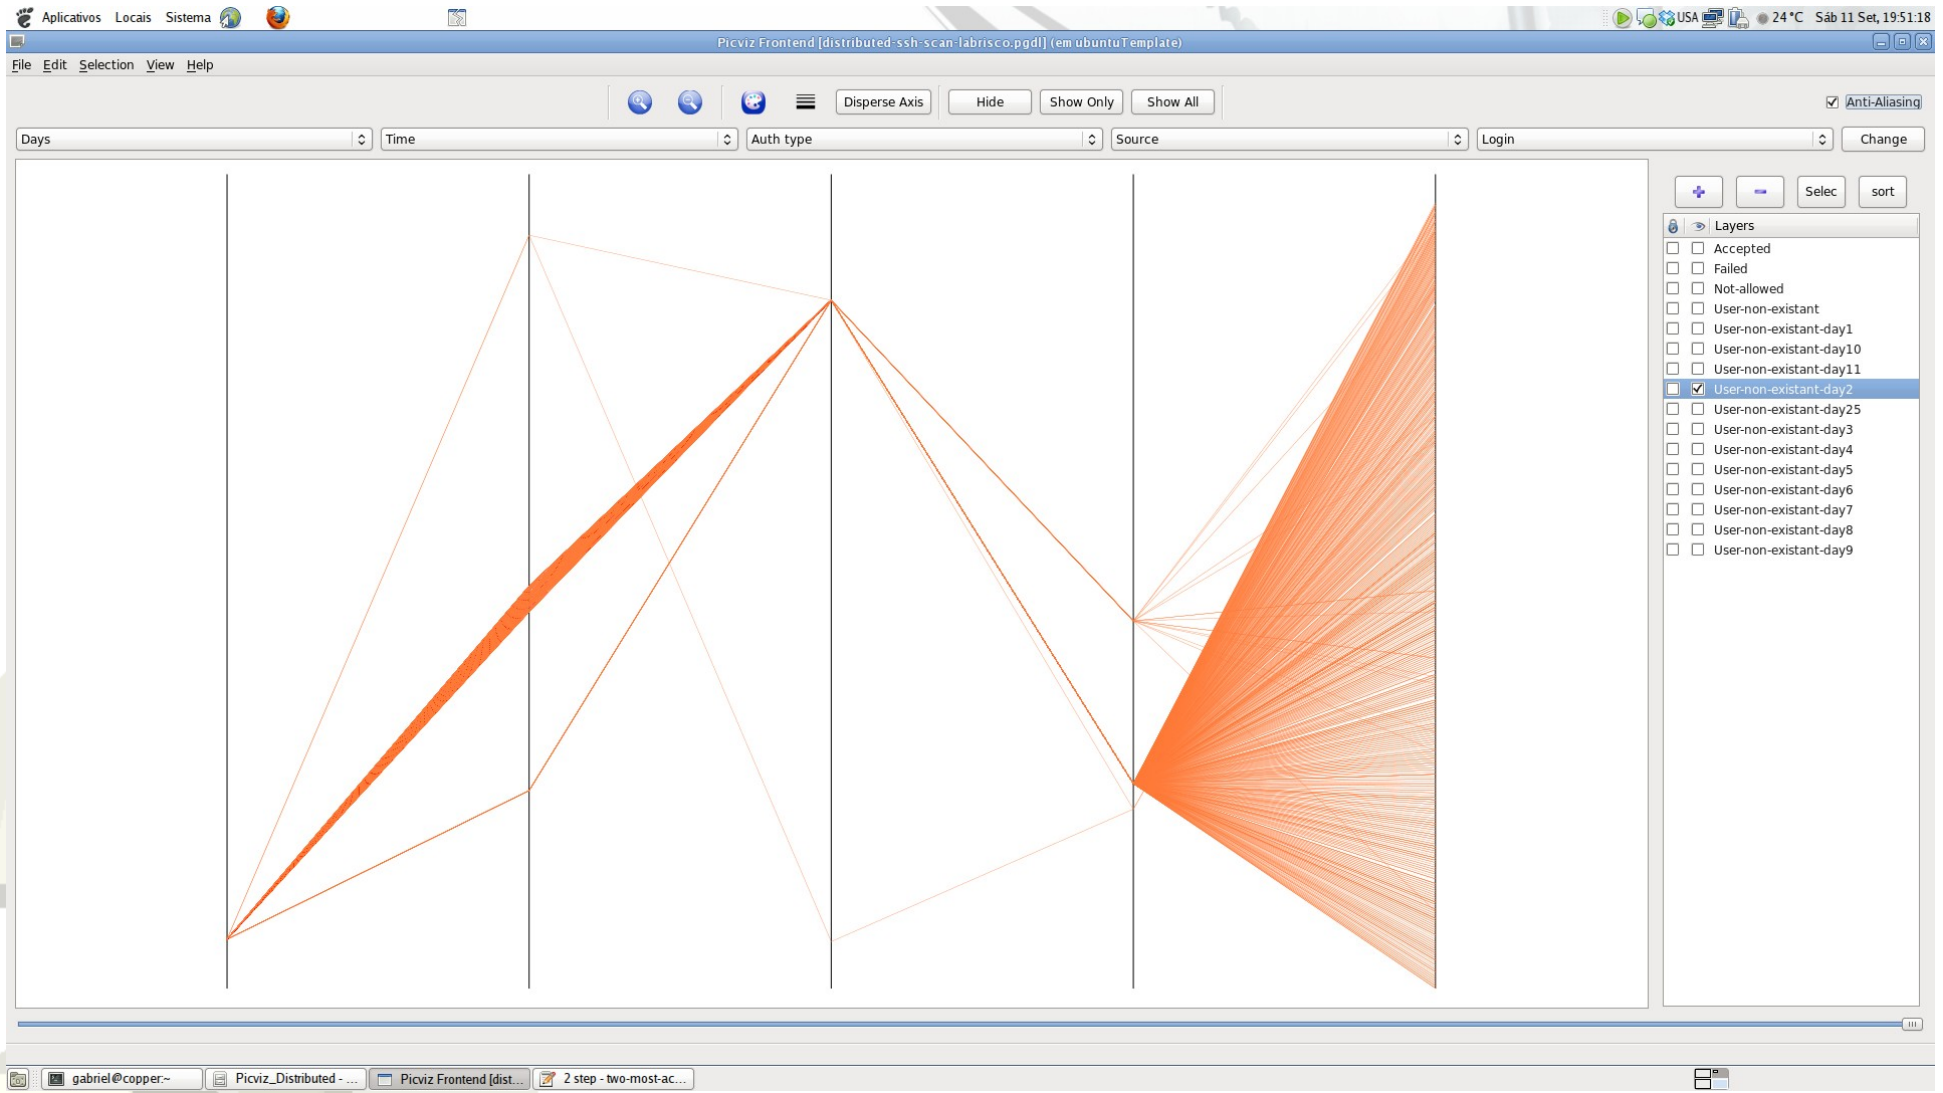 Aplicativos Locais Sistema USA 24 °C Sáb 11 Set, 19:51:18
Picviz Frontend [distributed-ssh-scan-labrisco.pgdl] (em ubuntuTemplate)
File Edit Selection View Help
Disperse Axis Hide Show Only Show All Anti-Aliasing
Days Time Auth type Source Login Change
Selec sort
Layers
Accepted
Failed
Not-allowed
User-non-existant
User-non-existant-day1
User-non-existant-day10
User-non-existant-day11
User-non-existant-day2
User-non-existant-day25
User-non-existant-day3
User-non-existant-day4
User-non-existant-day5
User-non-existant-day6
User-non-existant-day7
User-non-existant-day8
User-non-existant-day9
gabriel@copper:~ Picviz_Distributed - ... Picviz Frontend [dist... 2 step - two-most-ac...